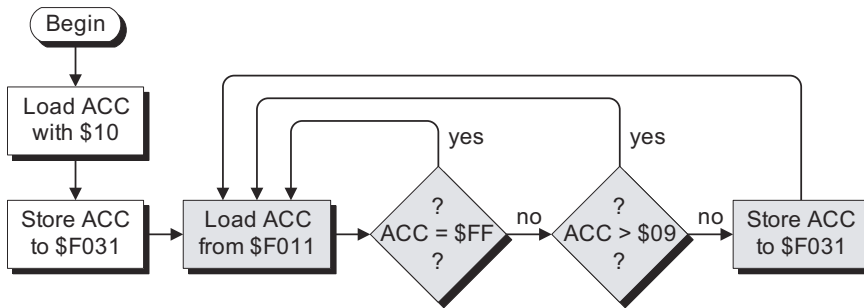 Begin
Load ACC
with $10
Store ACC
to $F031
Load ACC
from $F011
?
ACC = $FF
?
yes
no
?
ACC > $09
?
yes
no
Store ACC
to $F031